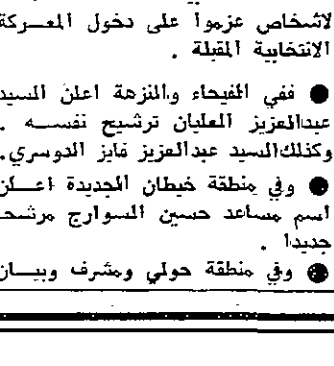 لاشخاص عزموا على دخول المعركة
الانتخابية المقبلة .
● ففي الفيحاء والنزهة اعلن السيد
عبدالعزيز العليان ترشيح نفسه .
وكذلك السيد عبدالعزيز فايز الدوسري.
● وفي منطقة خيطان الجديدة اعلن
اسم مساعد حسين السوارج مرشحا
جديدا .
● وفي منطقة حولي ومشرف وبيان